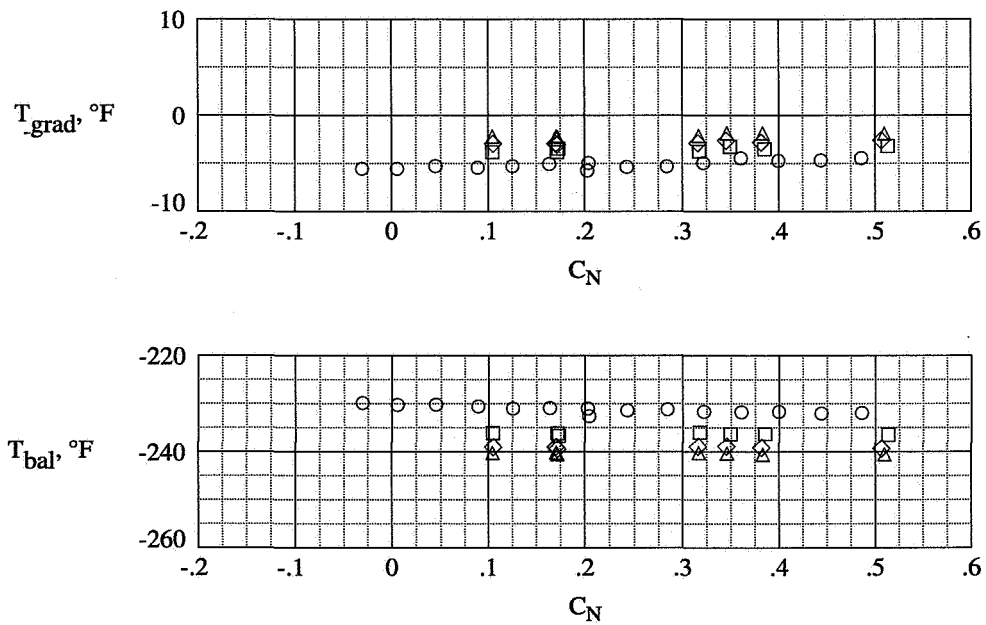 10
T_grad, °F
0
-10
-.2 -.1 0 .1 .2 .3 .4 .5 .6
C_N
-220
T_bal, °F
-240
-260
-.2 -.1 0 .1 .2 .3 .4 .5 .6
C_N